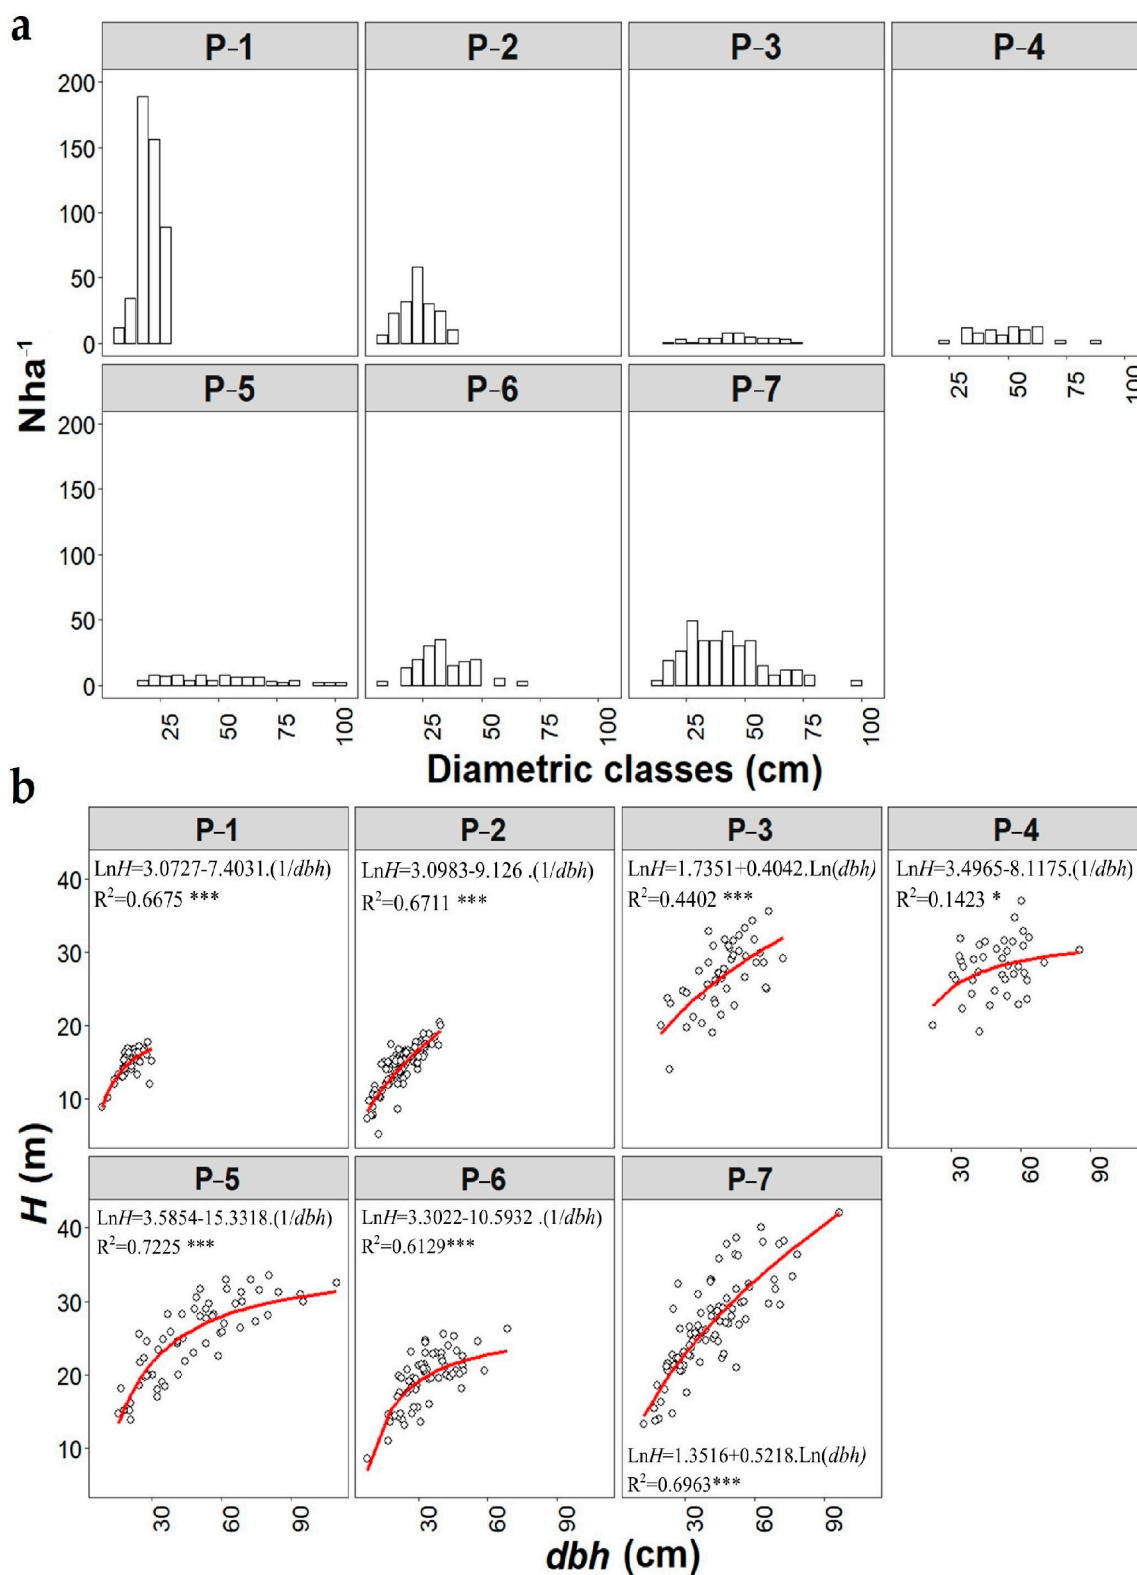 a
P-1 P-2 P-3 P-4
200
150
100
50
0
25 50 75 100
P-5 P-6 P-7
200
150
100
50
0
25 50 75 100 25 50 75 100 25 50 75 100
Nha⁻¹
Diametric classes (cm)
b
P-1 P-2 P-3 P-4
LnH=3.0727-7.4031.(1/dbh) LnH=3.0983-9.126 .(1/dbh) LnH=1.7351+0.4042.Ln(dbh) LnH=3.4965-8.1175.(1/dbh)
R²=0.6675 *** R²=0.6711 *** R²=0.4402 *** R²=0.1423 *
40
30
20
10
30 60 90
P-5 P-6 P-7
LnH=3.5854-15.3318.(1/dbh) LnH=3.3022-10.5932 .(1/dbh)
R²=0.7225 *** R²=0.6129***
40
30
20
10
LnH=1.3516+0.5218.Ln(dbh)
R²=0.6963***
30 60 90 30 60 90 30 60 90
H (m)
dbh (cm)